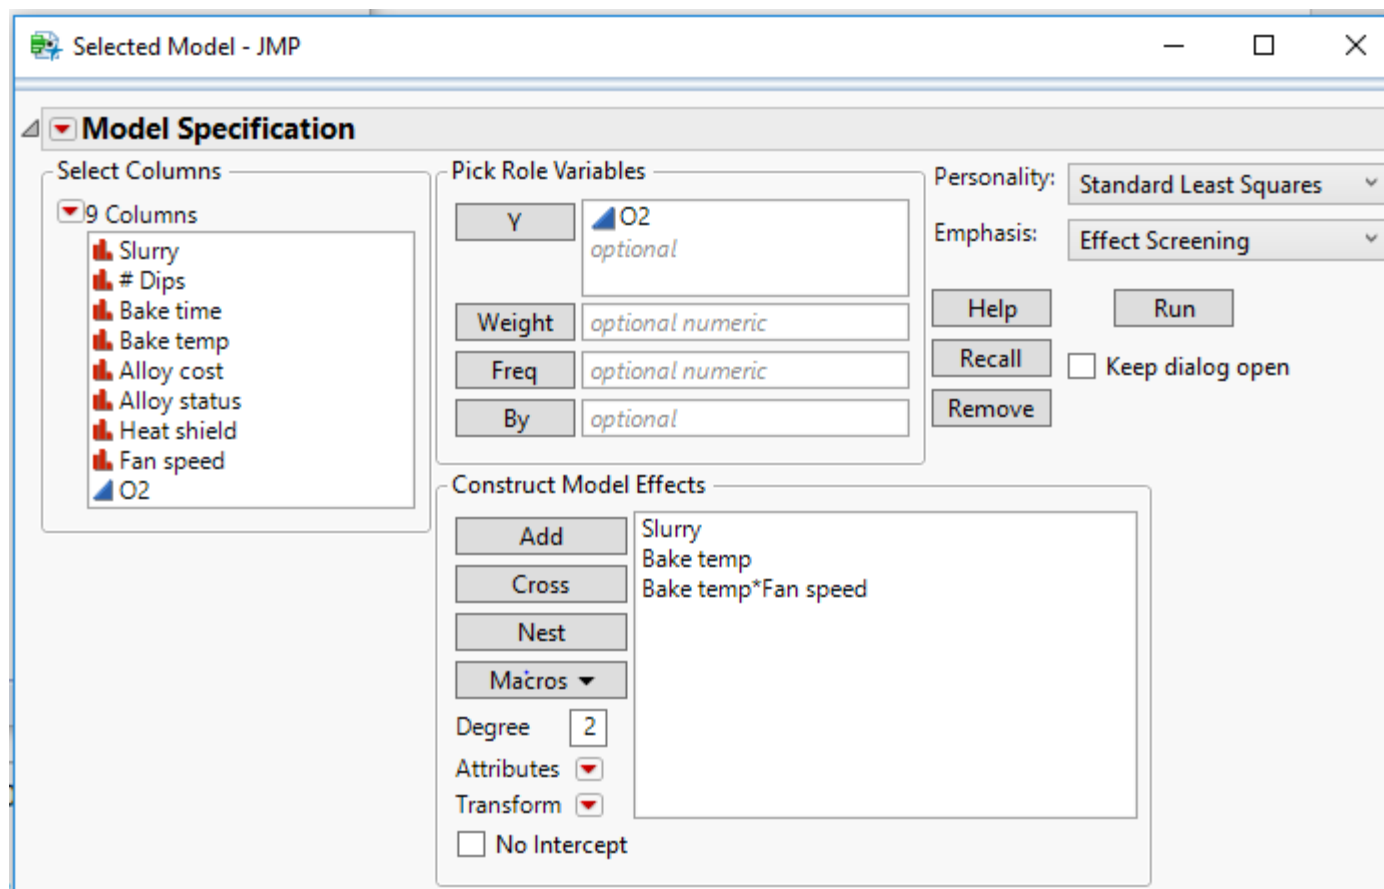 Selected Model - JMP
Model Specification
Select Columns
9 Columns
Slurry
# Dips
Bake time
Bake temp
Alloy cost
Alloy status
Heat shield
Fan speed
O2
Pick Role Variables
Y
O2
optional
Weight
optional numeric
Freq
optional numeric
By
optional
Personality:
Standard Least Squares
Emphasis:
Effect Screening
Help
Run
Recall
Keep dialog open
Remove
Construct Model Effects
Add
Cross
Nest
Macros
Degree 2
Attributes
Transform
No Intercept
Slurry
Bake temp
Bake temp*Fan speed